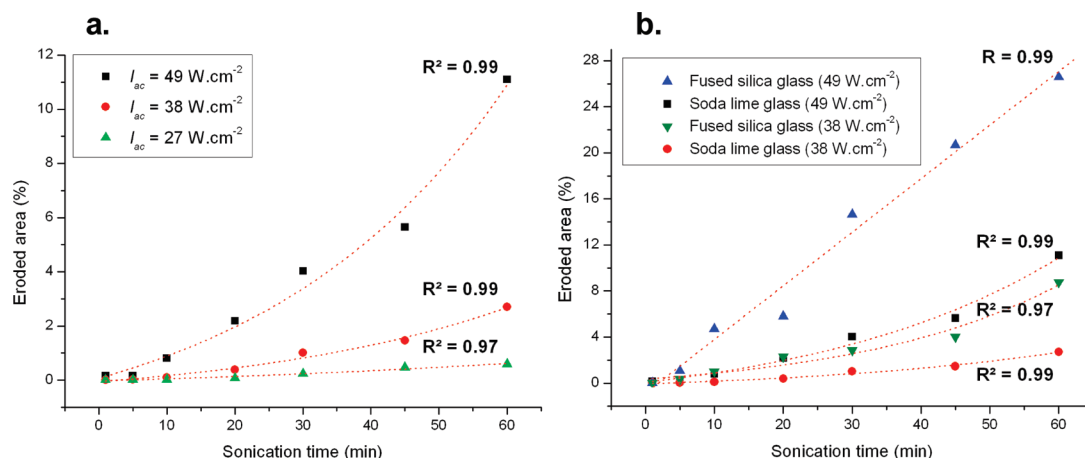 a.
12
10
8
6
4
2
0
0
10
20
30
40
50
60
Eroded area (%)
Sonication time (min)
I_ac = 49 W.cm⁻²
I_ac = 38 W.cm⁻²
I_ac = 27 W.cm⁻²
R² = 0.99
R² = 0.99
R² = 0.97
b.
28
24
20
16
12
8
4
0
0
10
20
30
40
50
60
Eroded area (%)
Sonication time (min)
Fused silica glass (49 W.cm⁻²)
Soda lime glass (49 W.cm⁻²)
Fused silica glass (38 W.cm⁻²)
Soda lime glass (38 W.cm⁻²)
R = 0.99
R² = 0.99
R² = 0.97
R² = 0.99